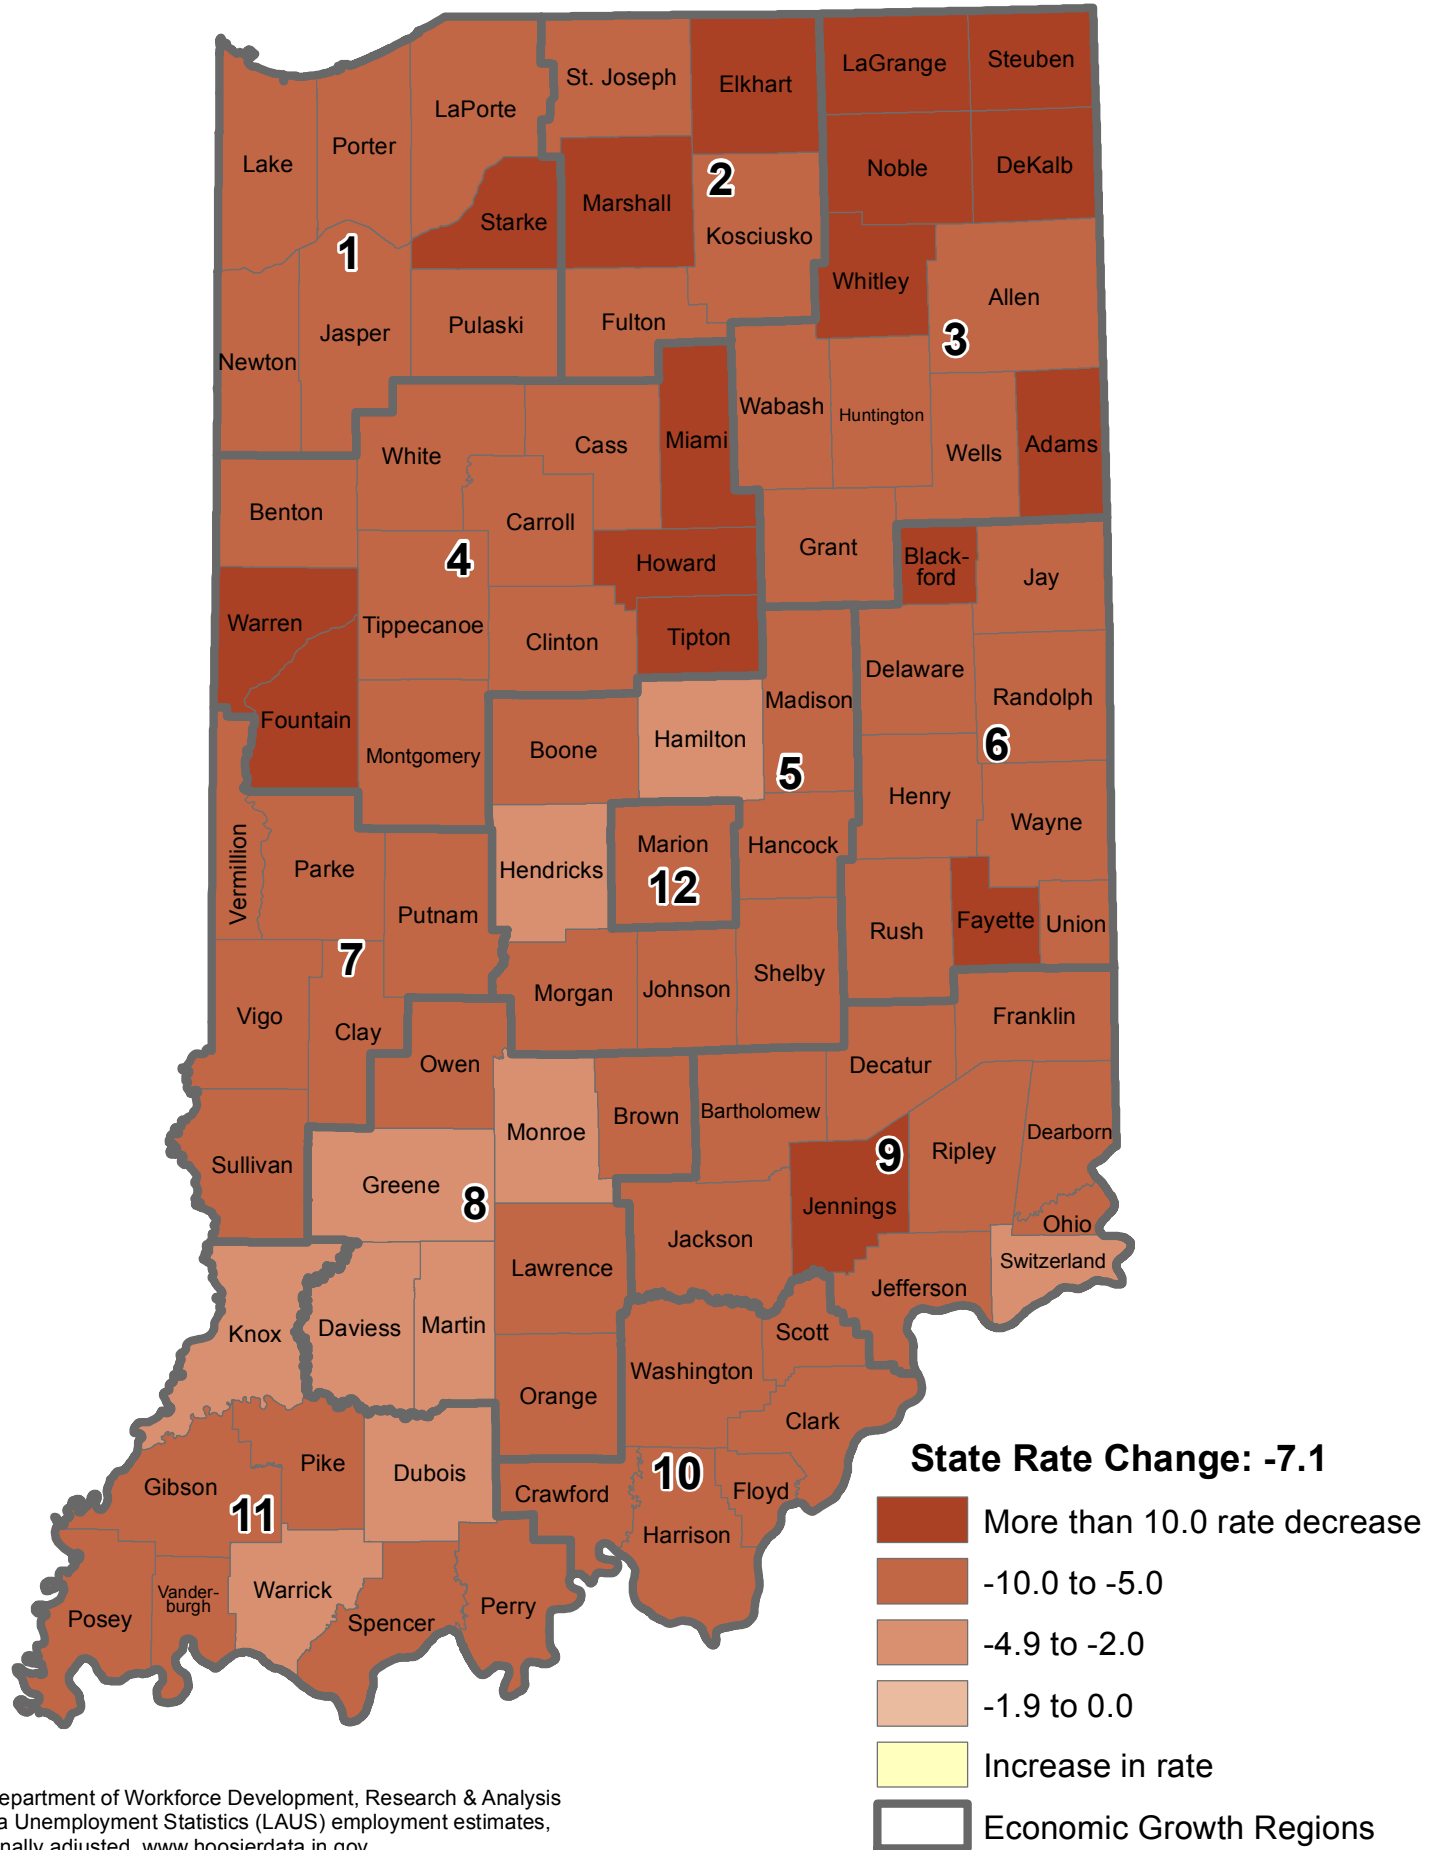 St. Joseph
Elkhart
LaGrange
Steuben
LaPorte
Lake
Porter
Noble
DeKalb
2
Marshall
Starke
Kosciusko
1
Whitley
Allen
Jasper
Pulaski
Fulton
3
Newton
Wabash
Huntington
White
Cass
Miami
Wells
Adams
Benton
Carroll
4
Howard
Grant
Black-
ford
Jay
Warren
Tippecanoe
Clinton
Tipton
Delaware
Madison
Randolph
Fountain
Hamilton
6
Montgomery
Boone
5
Henry
Wayne
Vermillion
Parke
Hendricks
Marion
12
Hancock
Putnam
Rush
Fayette
Union
7
Vigo
Clay
Morgan
Johnson
Shelby
Franklin
Owen
Decatur
Monroe
Brown
Bartholomew
Dearborn
Sullivan
Greene
8
9
Ripley
Jennings
Jackson
Ohio
Switzerland
Lawrence
Jefferson
Knox
Daviess
Martin
Scott
Washington
Orange
Clark
Pike
Dubois
Gibson
11
Crawford
10
Floyd
Harrison
Warrick
Vander-
burgh
Posey
Spencer
Perry
State Rate Change: -7.1
More than 10.0 rate decrease
-10.0 to -5.0
-4.9 to -2.0
-1.9 to 0.0
Increase in rate
Economic Growth Regions
epartment of Workforce Development, Research & Analysis
a Unemployment Statistics (LAUS) employment estimates,
nally adjusted, www.hoosierdata.in.gov